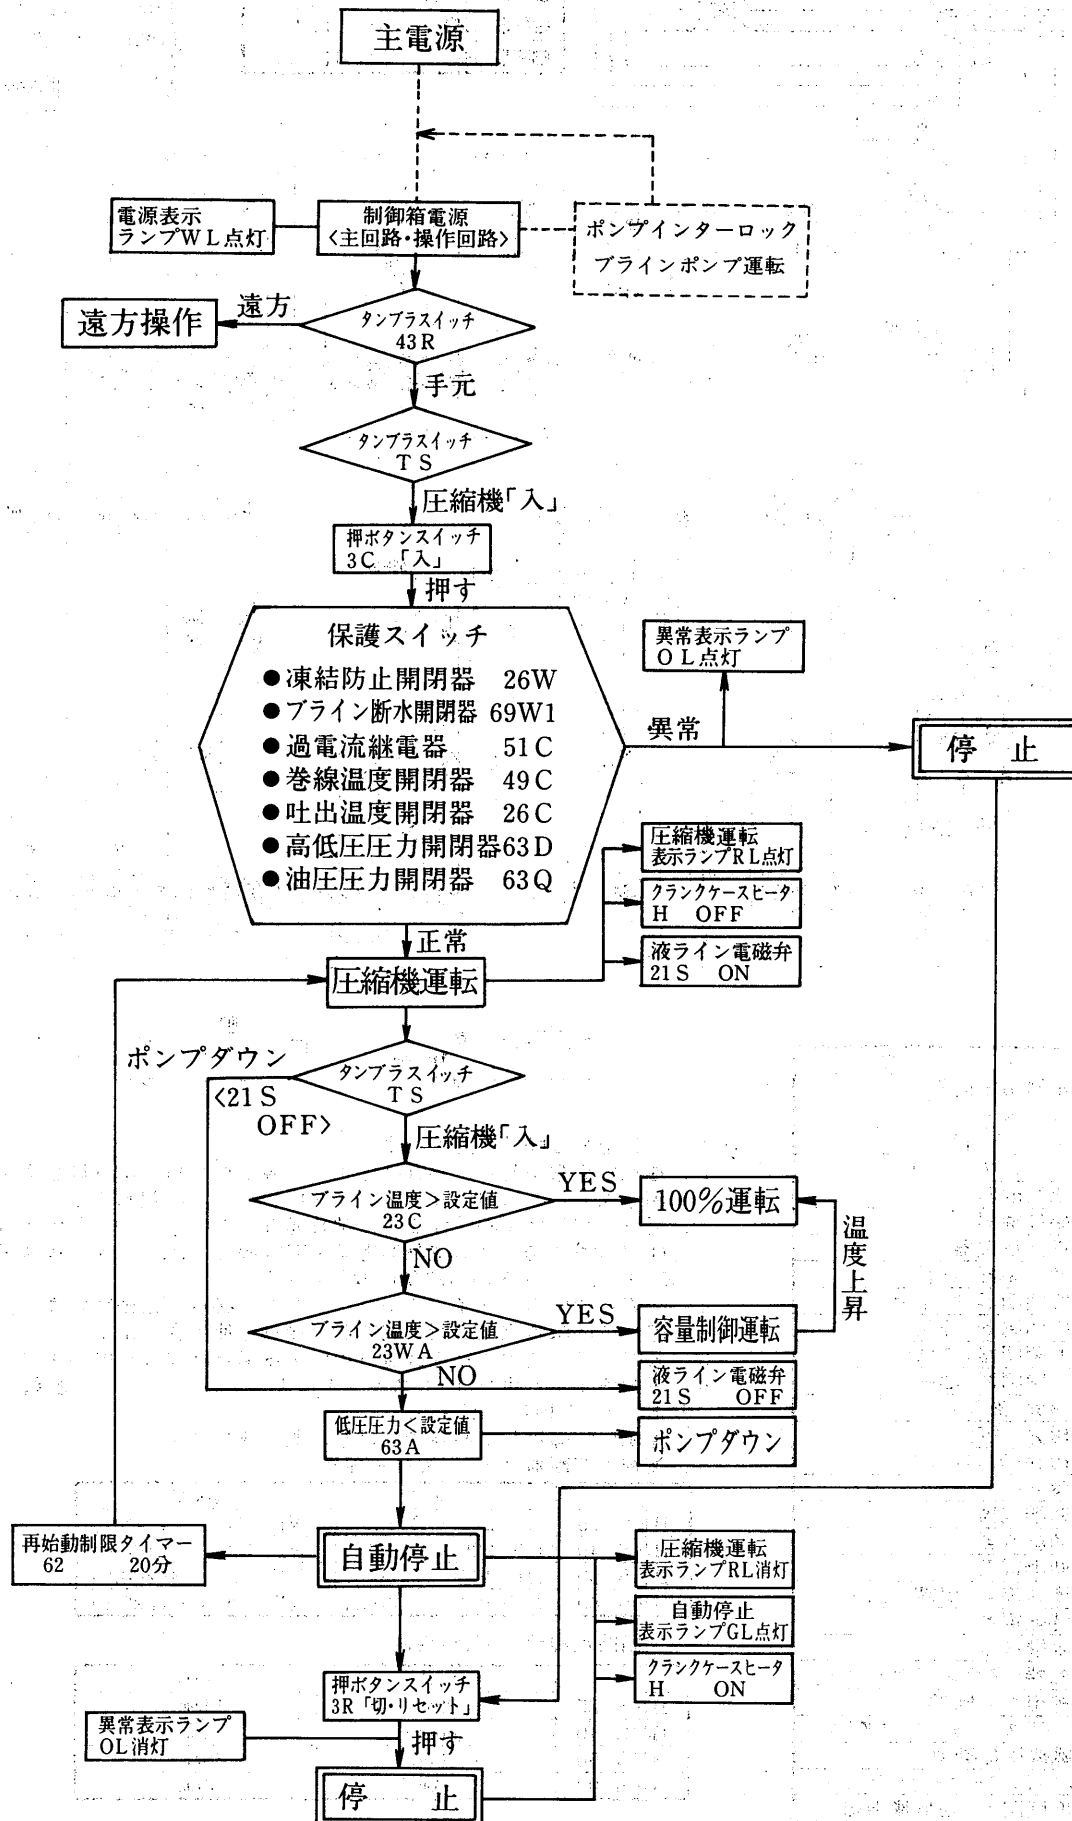 主電源
電源表示
ランプWL点灯
制御箱電源
〈主回路・操作回路〉
ポンプインターロック
ブラインポンプ運転
遠方操作
遠方
タンブラスイッチ
43R
手元
タンブラスイッチ
TS
圧縮機「入」
押ボタンスイッチ
3C 「入」
押す
保護スイッチ
●凍結防止開閉器 26W
●ブライン断水開閉器 69W1
●過電流継電器 51C
●巻線温度開閉器 49C
●吐出温度開閉器 26C
●高低圧圧力開閉器63D
●油圧圧力開閉器 63Q
異常表示ランプ
OL点灯
異常
停 止
正常
圧縮機運転
表示ランプRL点灯
クランクケースヒータ
H OFF
液ライン電磁弁
21S ON
圧縮機運転
ポンプダウン
〈21S
OFF〉
タンブラスイッチ
TS
圧縮機「入」
ブライン温度>設定値
23C
YES
100%運転
NO
温度上昇
ブライン温度>設定値
23WA
YES
容量制御運転
NO
液ライン電磁弁
21S OFF
低圧圧力<設定値
63A
ポンプダウン
再始動制限タイマー
62 20分
自動停止
圧縮機運転
表示ランプRL消灯
自動停止
表示ランプGL点灯
クランクケースヒータ
H ON
押ボタンスイッチ
3R「切・リセット」
異常表示ランプ
OL消灯
押す
停 止